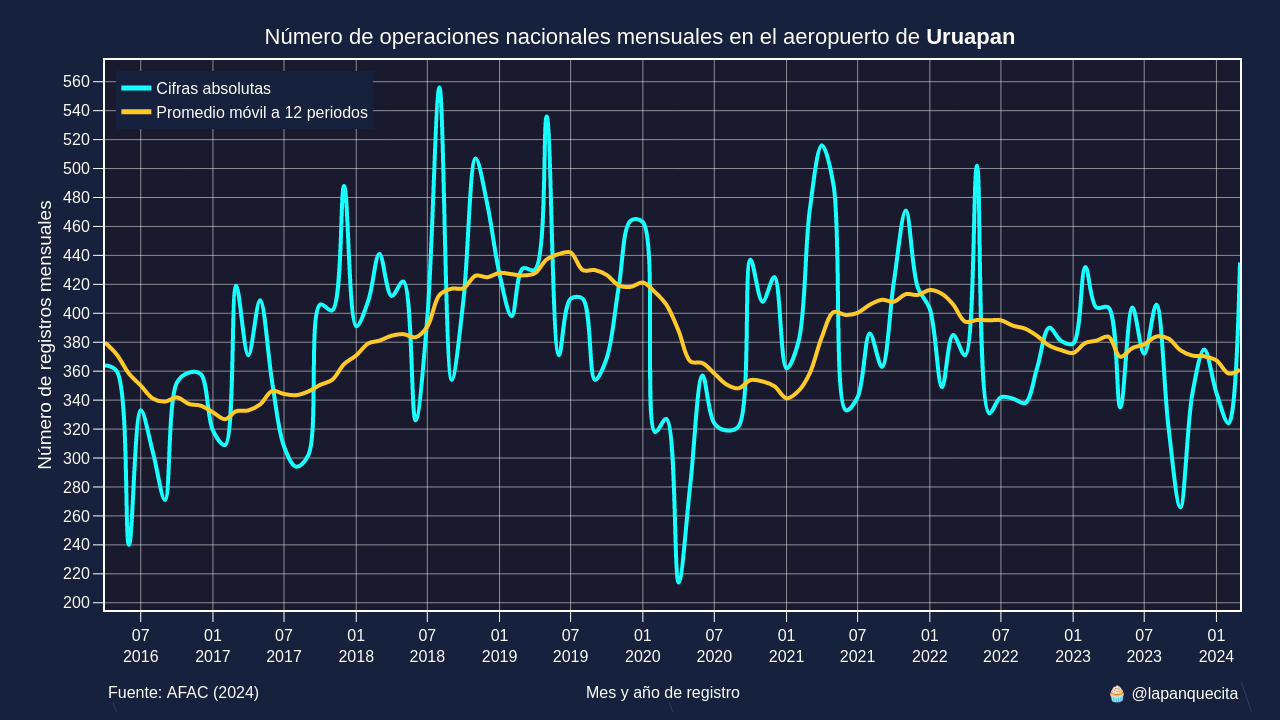 Número de operaciones nacionales mensuales en el aeropuerto de Uruapan
Cifras absolutas
Promedio móvil a 12 periodos
Número de registros mensuales
560
540
520
500
480
460
440
420
400
380
360
340
320
300
280
260
240
220
200
07 01 07 01 07 01 07 01 07 01 07 01 07 01 07 01
2016 2017 2017 2018 2018 2019 2019 2020 2020 2021 2021 2022 2022 2023 2023 2024
Fuente: AFAC (2024) Mes y año de registro 🧁 @lapanquecita